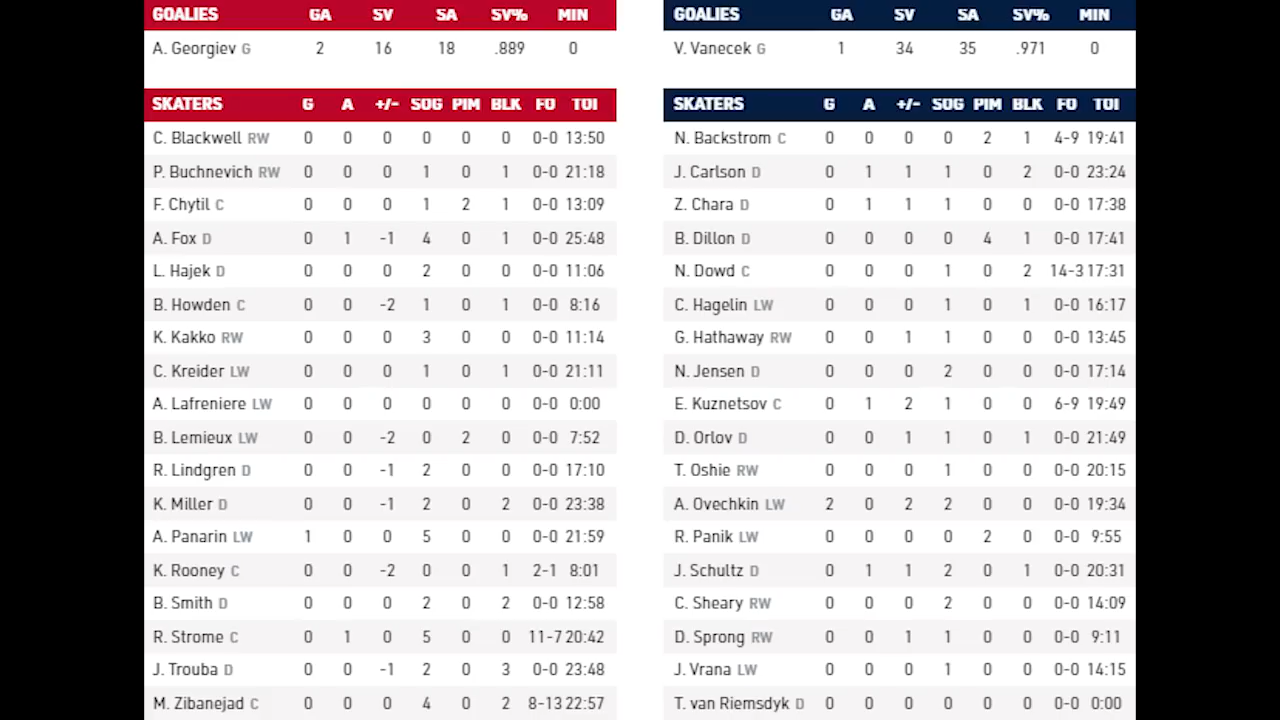 GOALIES GA SV SA SV% MIN
A. Georgiev G 2 16 18 .889 0
SKATERS G A +/- SOG PIM BLK FO TOI
C. Blackwell RW 0 0 0 0 0 0 0-0 13:50
P. Buchnevich RW 0 0 0 1 0 1 0-0 21:18
F. Chytil C 0 0 0 1 2 1 0-0 13:09
A. Fox D 0 1 -1 4 0 1 0-0 25:48
L. Hajek D 0 0 0 2 0 0 0-0 11:06
B. Howden C 0 0 -2 1 0 1 0-0 8:16
K. Kakko RW 0 0 0 3 0 0 0-0 11:14
C. Kreider LW 0 0 0 1 0 1 0-0 21:11
A. Lafreniere LW 0 0 0 0 0 0 0-0 0:00
B. Lemieux LW 0 0 -2 0 2 0 0-0 7:52
R. Lindgren D 0 0 -1 2 0 0 0-0 17:10
K. Miller D 0 0 -1 2 0 2 0-0 23:38
A. Panarin LW 1 0 0 5 0 0 0-0 21:59
K. Rooney C 0 0 -2 0 0 1 2-1 8:01
B. Smith D 0 0 0 2 0 2 0-0 12:58
R. Strome C 0 1 0 5 0 0 11-7 20:42
J. Trouba D 0 0 -1 2 0 3 0-0 23:48
M. Zibanejad C 0 0 0 4 0 2 8-13 22:57
GOALIES GA SV SA SV% MIN
V. Vanecek G 1 34 35 .971 0
SKATERS G A +/- SOG PIM BLK FO TOI
N. Backstrom C 0 0 0 0 2 1 4-9 19:41
J. Carlson D 0 1 1 1 0 2 0-0 23:24
Z. Chara D 0 1 1 1 0 0 0-0 17:38
B. Dillon D 0 0 0 0 4 1 0-0 17:41
N. Dowd C 0 0 0 1 0 2 14-3 17:31
C. Hagelin LW 0 0 0 1 0 1 0-0 16:17
G. Hathaway RW 0 0 1 1 0 0 0-0 13:45
N. Jensen D 0 0 0 2 0 0 0-0 17:14
E. Kuznetsov C 0 1 2 1 0 0 6-9 19:49
D. Orlov D 0 0 1 1 0 1 0-0 21:49
T. Oshie RW 0 0 0 1 0 0 0-0 20:15
A. Ovechkin LW 2 0 2 2 0 0 0-0 19:34
R. Panik LW 0 0 0 0 2 0 0-0 9:55
J. Schultz D 0 1 1 2 0 1 0-0 20:31
C. Sheary RW 0 0 0 2 0 0 0-0 14:09
D. Sprong RW 0 0 1 1 0 0 0-0 9:11
J. Vrana LW 0 0 0 1 0 0 0-0 14:15
T. van Riemsdyk D 0 0 0 0 0 0 0-0 0:00